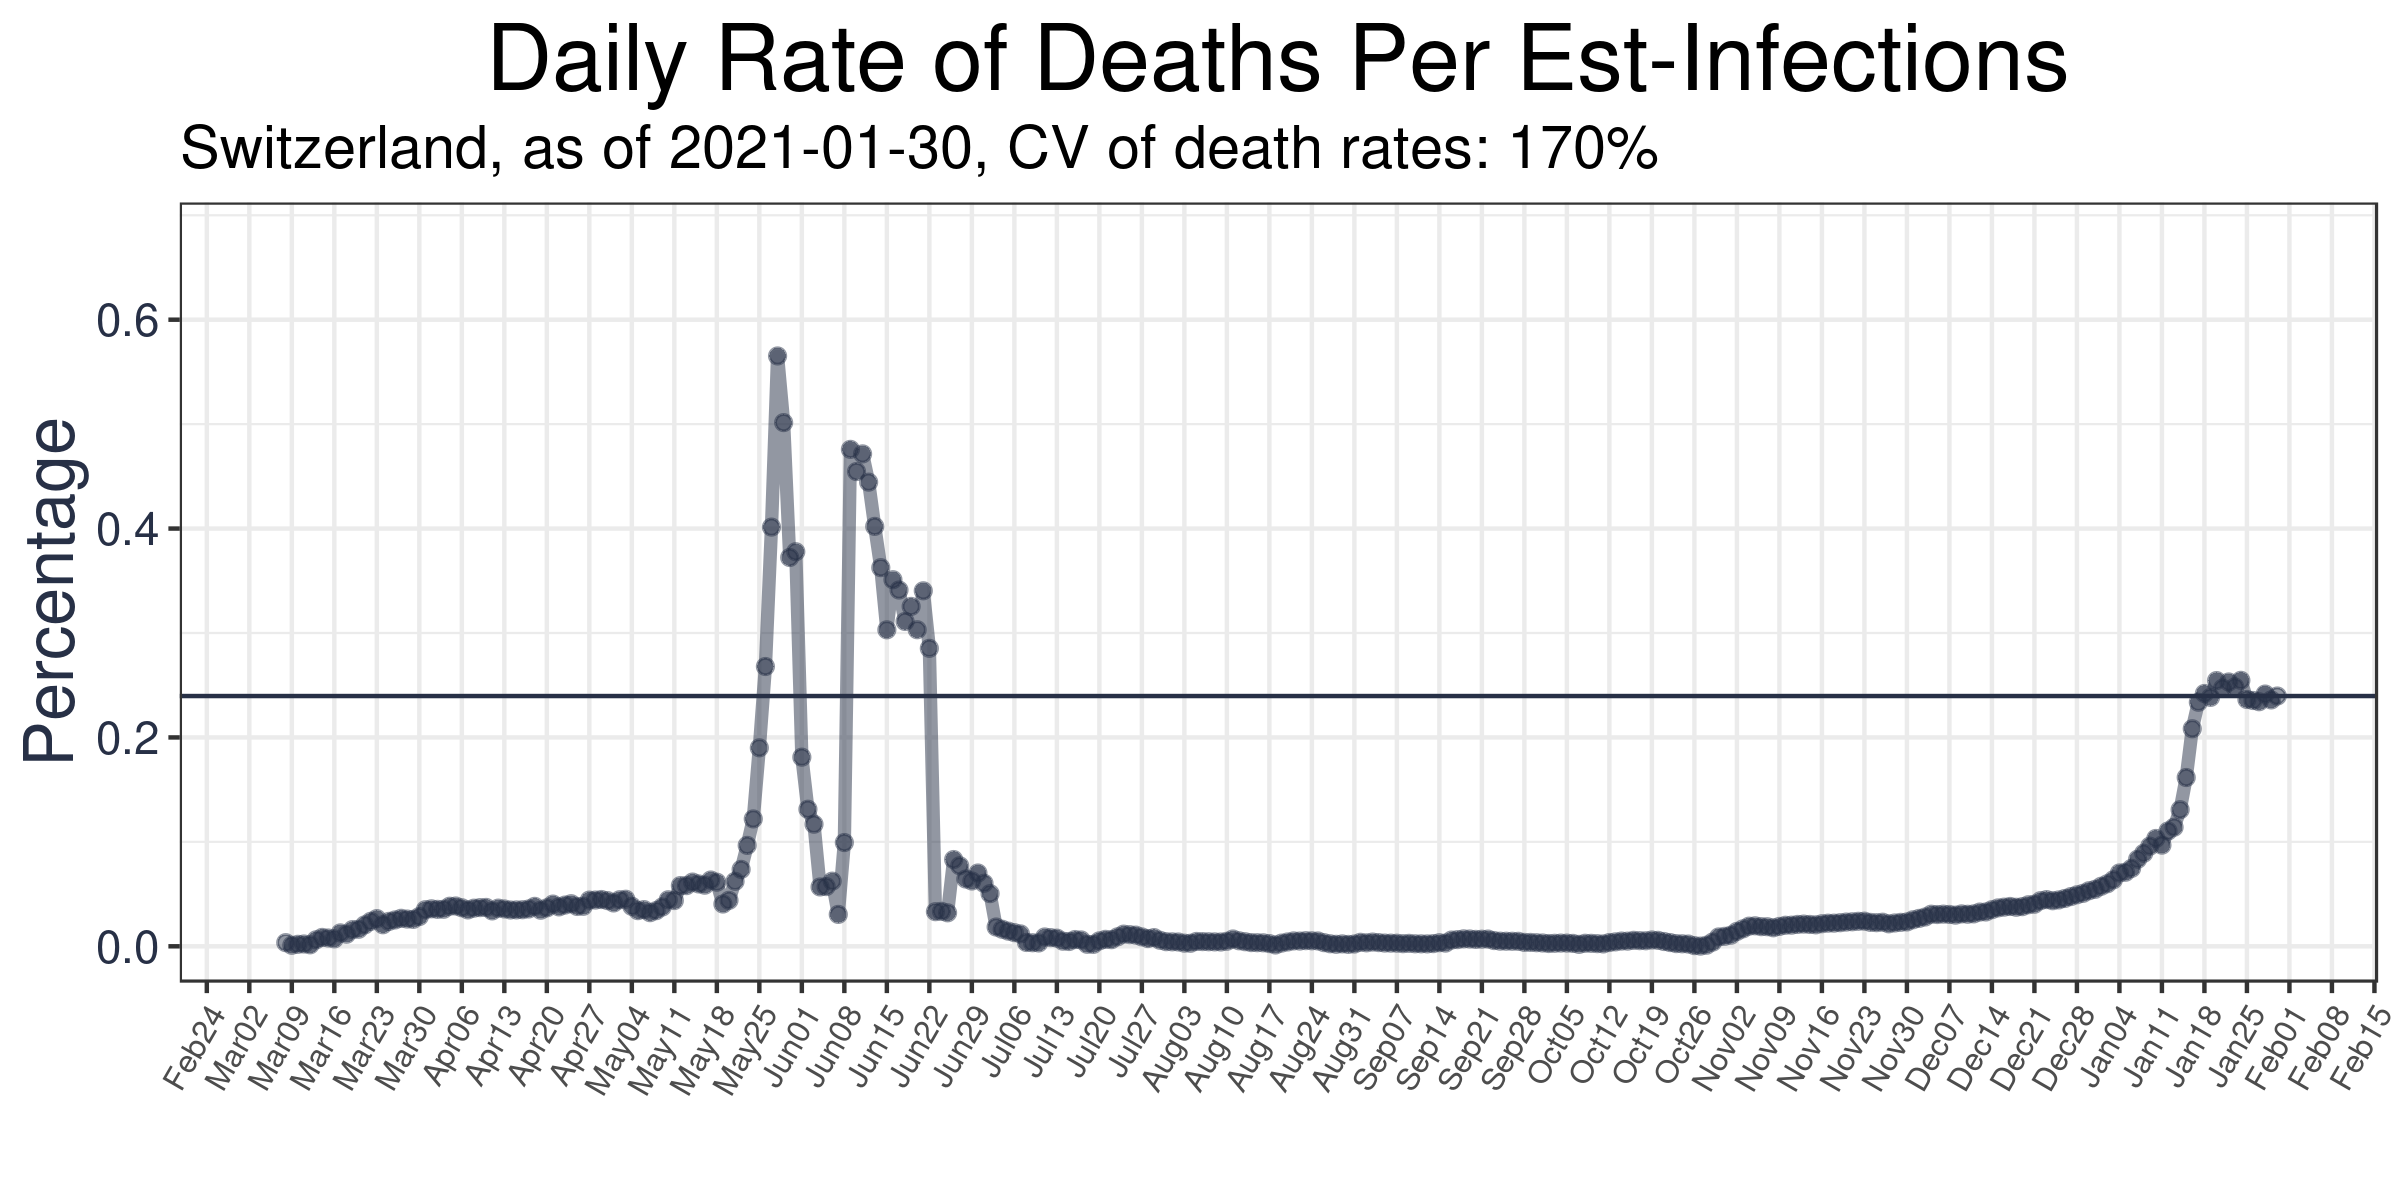 Daily Rate of Deaths Per Est-Infections
Switzerland, as of 2021-01-30, CV of death rates: 170%
Percentage
0.6
0.4
0.2
0.0
Feb24
Mar02
Mar09
Mar16
Mar23
Mar30
Apr06
Apr13
Apr20
Apr27
May04
May11
May18
May25
Jun01
Jun08
Jun15
Jun22
Jun29
Jul06
Jul13
Jul20
Jul27
Aug03
Aug10
Aug17
Aug24
Aug31
Sep07
Sep14
Sep21
Sep28
Oct05
Oct12
Oct19
Oct26
Nov02
Nov09
Nov16
Nov23
Nov30
Dec07
Dec14
Dec21
Dec28
Jan04
Jan11
Jan18
Jan25
Feb01
Feb08
Feb15